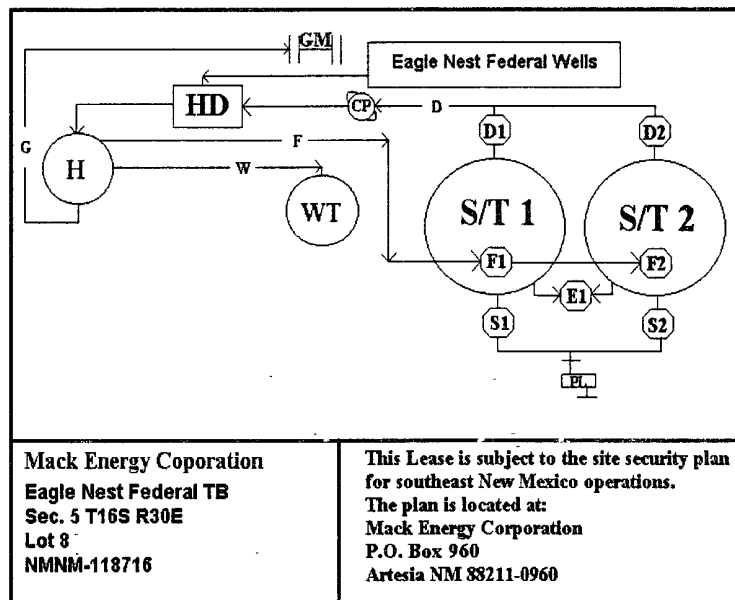 GM
Eagle Nest Federal Wells
HD
CP
D
G
D1
D2
H
F
W
WT
S/T 1
S/T 2
F1
F2
E1
S1
S2
PL
Mack Energy Coporation
Eagle Nest Federal TB
Sec. 5 T16S R30E
Lot 8
NMNM-118716
This Lease is subject to the site security plan
for southeast New Mexico operations.
The plan is located at:
Mack Energy Corporation
P.O. Box 960
Artesia NM 88211-0960